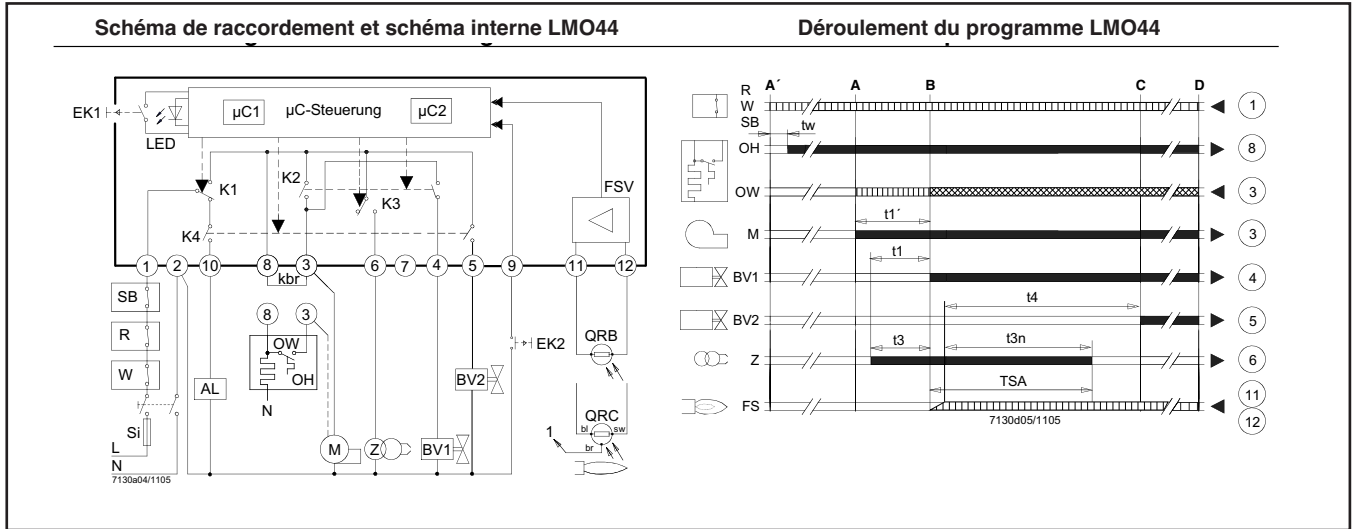 Schéma de raccordement et schéma interne LMO44
EK1
LED
µC1
µC-Steuerung
µC2
K1
K2
K3
K4
FSV
1
2
10
8
kbr
3
6
7
4
5
9
11
12
SB
R
W
Si
L
N
7130a04/1105
AL
8
3
OW
OH
N
M
Z
BV1
BV2
EK2
QRB
QRC
bl
sw
br
1
Déroulement du programme LMO44
A´ A B C D
R
W
SB
1
tw
OH
8
OW
3
t1´
M
3
t1
BV1
4
t4
BV2
5
t3
t3n
Z
6
TSA
FS
11
12
7130d05/1105